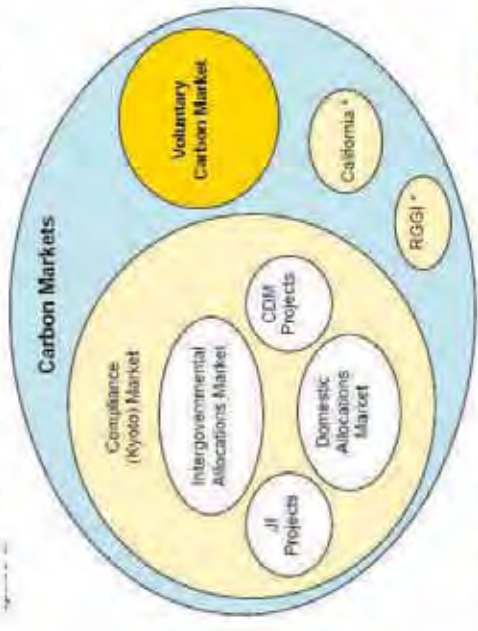 Carbon Markets
Compliance
(Kyoto) Market
Intergovernmental
Allocations Market
JI
Projects
CDM
Projects
Domestic
Allocations
Market
Voluntary
Carbon Market
California *
RGGI *